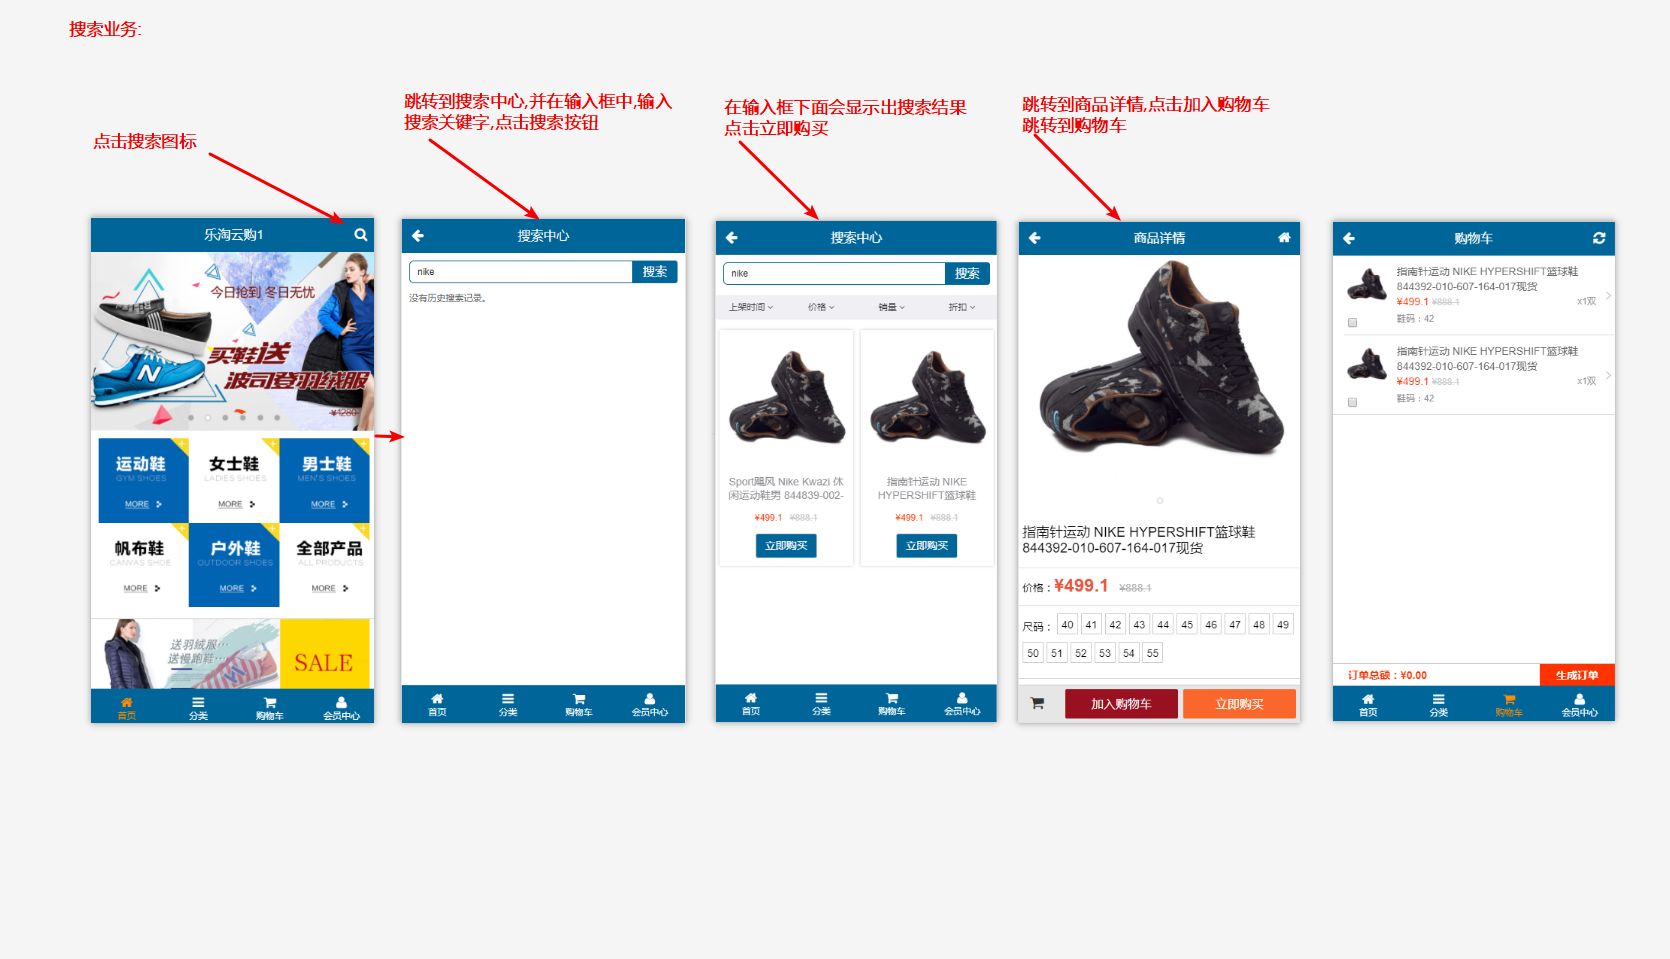 搜索业务:
点击搜索图标
跳转到搜索中心,并在输入框中,输入
搜索关键字,点击搜索按钮
在输入框下面会显示出搜索结果
点击立即购买
跳转到商品详情,点击加入购物车
跳转到购物车
乐淘云购1
今日抢到 冬日无忧
买鞋送
波司登羽绒服
¥1280
运动鞋
GYM SHOES
MORE
女士鞋
LADIES SHOES
MORE
男士鞋
MEN'S SHOES
MORE
帆布鞋
CANVAS SHOE
MORE
户外鞋
OUTDOOR SHOES
MORE
全部产品
ALL PRODUCTS
MORE
送羽绒服…
送慢跑鞋…
SALE
首页 分类 购物车 会员中心
搜索中心
nike 搜索
没有历史搜索记录。
首页 分类 购物车 会员中心
搜索中心
nike 搜索
上架时间 价格 销量 折扣
Sport飓风 Nike Kwazi 休
闲运动鞋男 844839-002-
¥499.1 ¥888.1
立即购买
指南针运动 NIKE
HYPERSHIFT篮球鞋
¥499.1 ¥888.1
立即购买
首页 分类 购物车 会员中心
商品详情
指南针运动 NIKE HYPERSHIFT篮球鞋
844392-010-607-164-017现货
价格：¥499.1 ¥888.1
尺码： 40 41 42 43 44 45 46 47 48 49
50 51 52 53 54 55
加入购物车 立即购买
购物车
指南针运动 NIKE HYPERSHIFT篮球鞋
844392-010-607-164-017现货
¥499.1 ¥888.1 x1双
鞋码：42
指南针运动 NIKE HYPERSHIFT篮球鞋
844392-010-607-164-017现货
¥499.1 ¥888.1 x1双
鞋码：42
订单总额：¥0.00 生成订单
首页 分类 购物车 会员中心